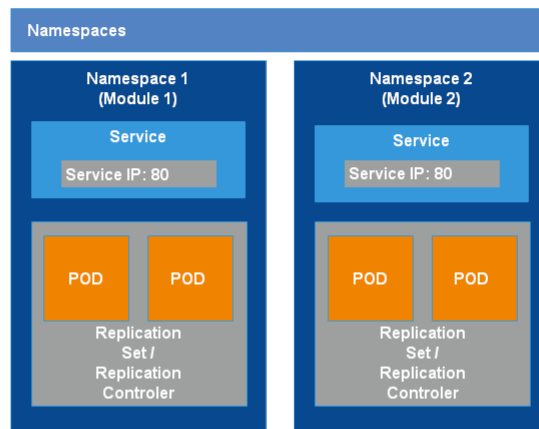 Namespaces
Namespace 1
(Module 1)
Service
Service IP: 80
POD
POD
Replication
Set /
Replication
Controler
Namespace 2
(Module 2)
Service
Service IP: 80
POD
POD
Replication
Set /
Replication
Controler